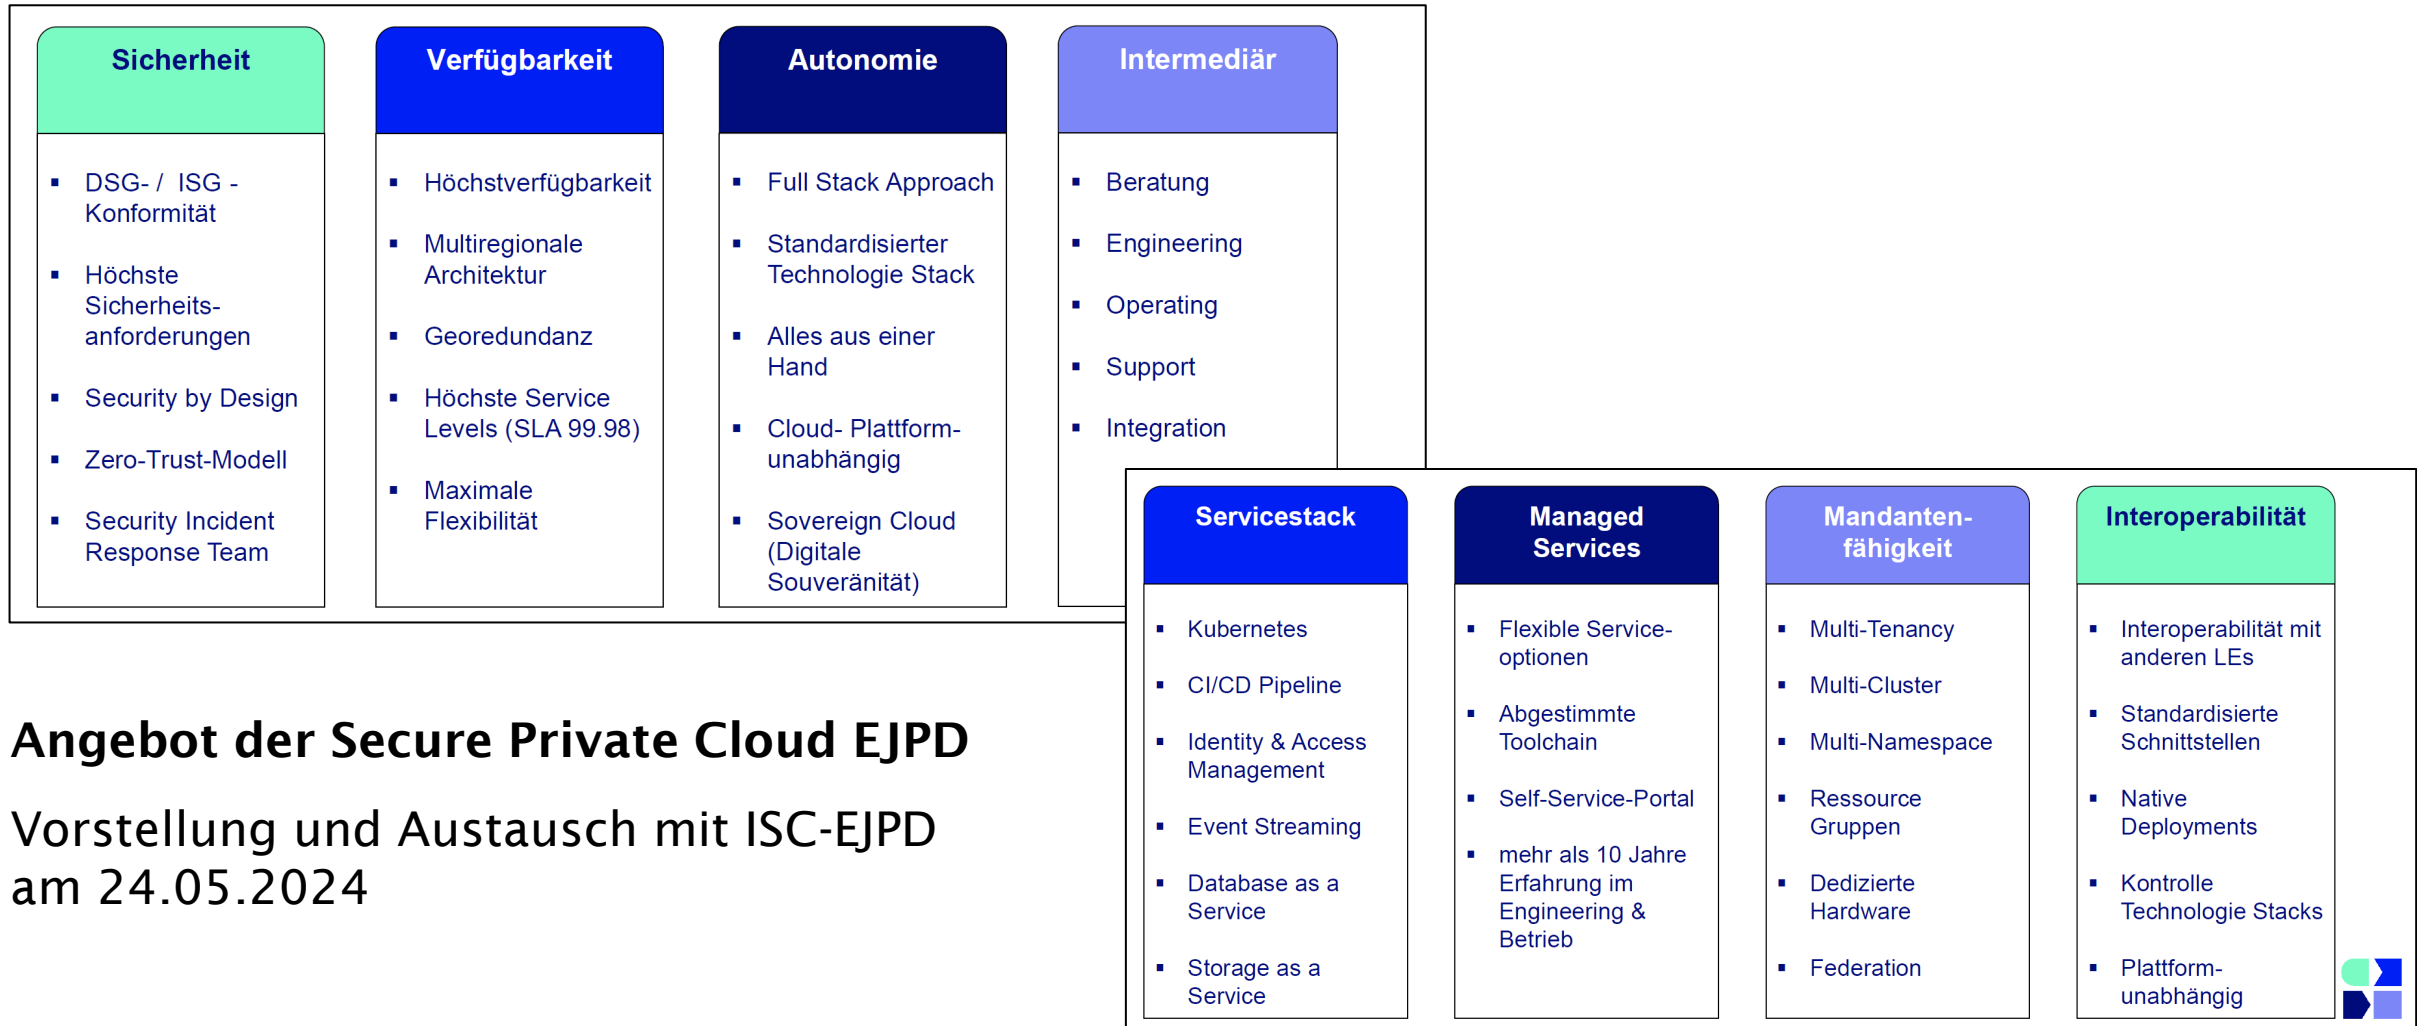 Sicherheit
DSG- / ISG -
Konformität
Höchste
Sicherheits-
anforderungen
Security by Design
Zero-Trust-Modell
Security Incident
Response Team
Verfügbarkeit
Höchstverfügbarkeit
Multiregionale
Architektur
Georedundanz
Höchste Service
Levels (SLA 99.98)
Maximale
Flexibilität
Autonomie
Full Stack Approach
Standardisierter
Technologie Stack
Alles aus einer
Hand
Cloud- Plattform-
unabhängig
Sovereign Cloud
(Digitale
Souveränität)
Intermediär
Beratung
Engineering
Operating
Support
Integration
Angebot der Secure Private Cloud EJPD
Vorstellung und Austausch mit ISC-EJPD
am 24.05.2024
Servicestack
Kubernetes
CI/CD Pipeline
Identity & Access
Management
Event Streaming
Database as a
Service
Storage as a
Service
Managed
Services
Flexible Service-
optionen
Abgestimmte
Toolchain
Self-Service-Portal
mehr als 10 Jahre
Erfahrung im
Engineering &
Betrieb
Mandanten-
fähigkeit
Multi-Tenancy
Multi-Cluster
Multi-Namespace
Ressource
Gruppen
Dedizierte
Hardware
Federation
Interoperabilität
Interoperabilität mit
anderen LEs
Standardisierte
Schnittstellen
Native
Deployments
Kontrolle
Technologie Stacks
Plattform-
unabhängig